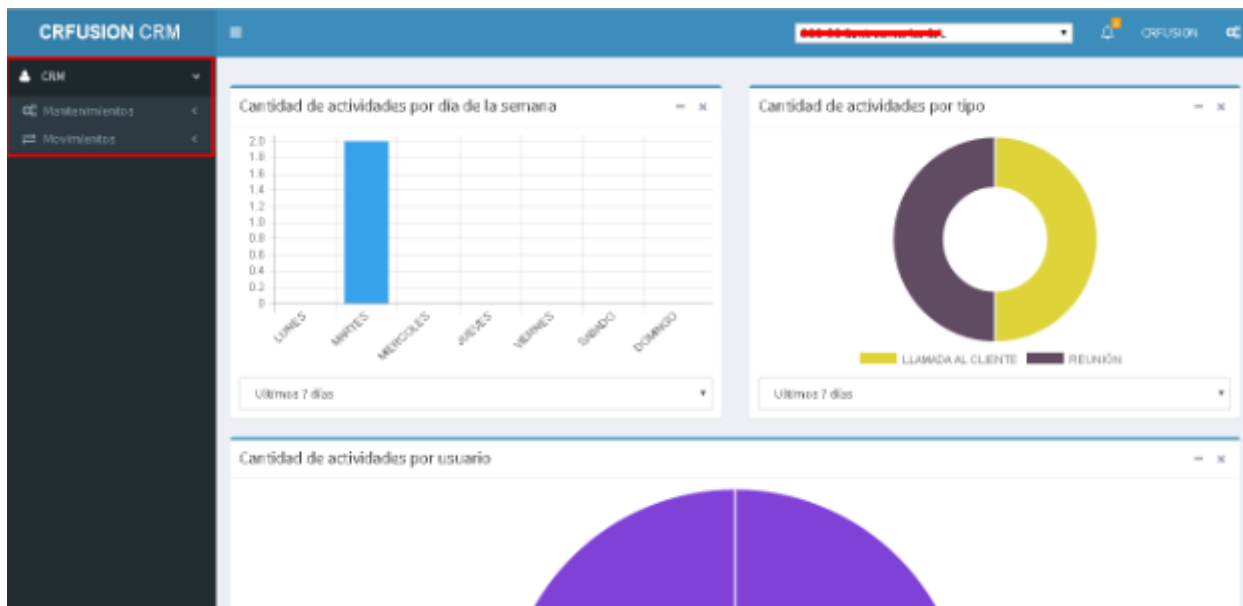 CRFUSION CRM
CRFUSION
CRM
Mantenimientos
Movimientos
Cantidad de actividades por día de la semana
2.0
1.8
1.6
1.4
1.2
1.0
0.8
0.6
0.4
0.2
0
LUNES MARTES MIERCOLES JUEVES VIERNES SABADO DOMINGO
Ultimos 7 días
Cantidad de actividades por tipo
LLAMADA AL CLIENTE REUNIÓN
Ultimos 7 días
Cantidad de actividades por usuario